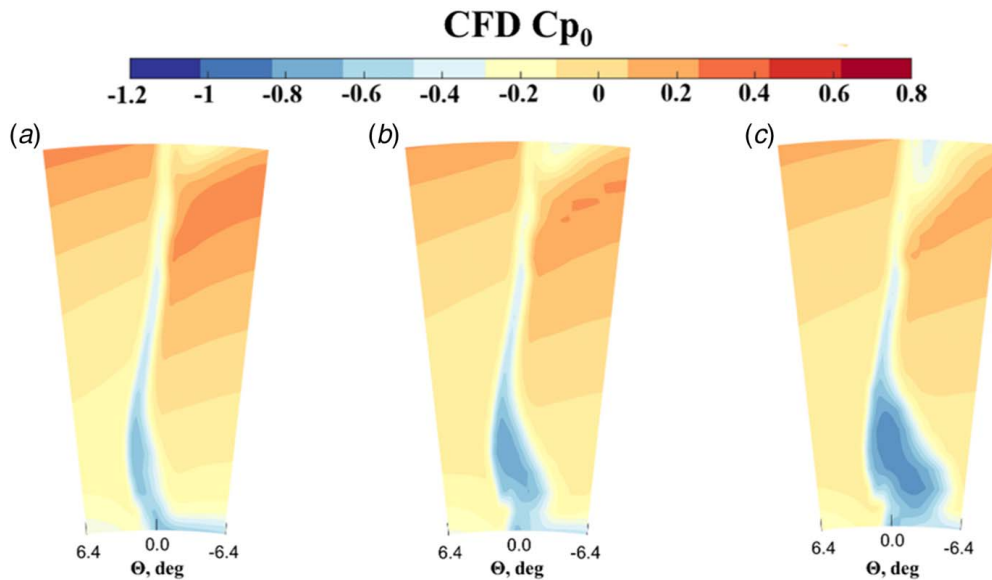 CFD Cp0
-1.2 -1 -0.8 -0.6 -0.4 -0.2 0 0.2 0.4 0.6 0.8
(a) (b) (c)
6.4 0.0 -6.4 6.4 0.0 -6.4 6.4 0.0 -6.4
Θ, deg Θ, deg Θ, deg